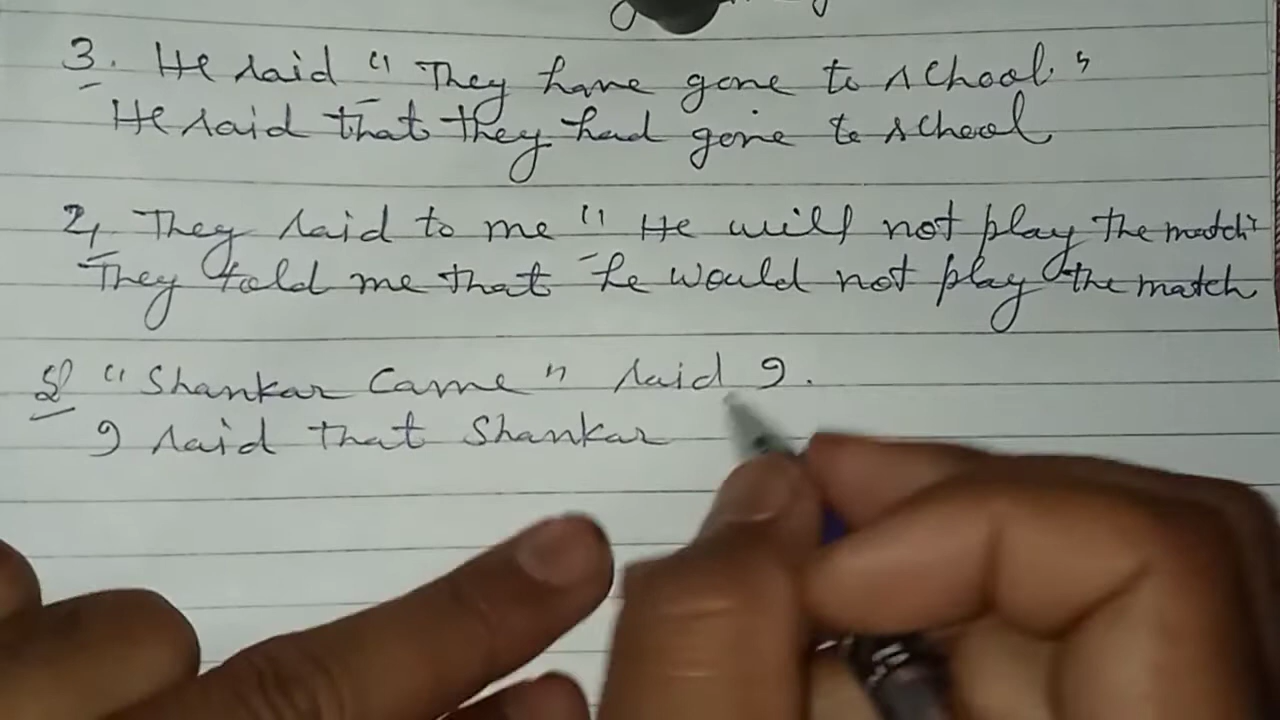 3. He said " They have gone to school."
He said that they had gone to school
2, They said to me " He will not play the match"
They told me that he would not play the match
Q " Shankar Came " said I.
I said that Shankar